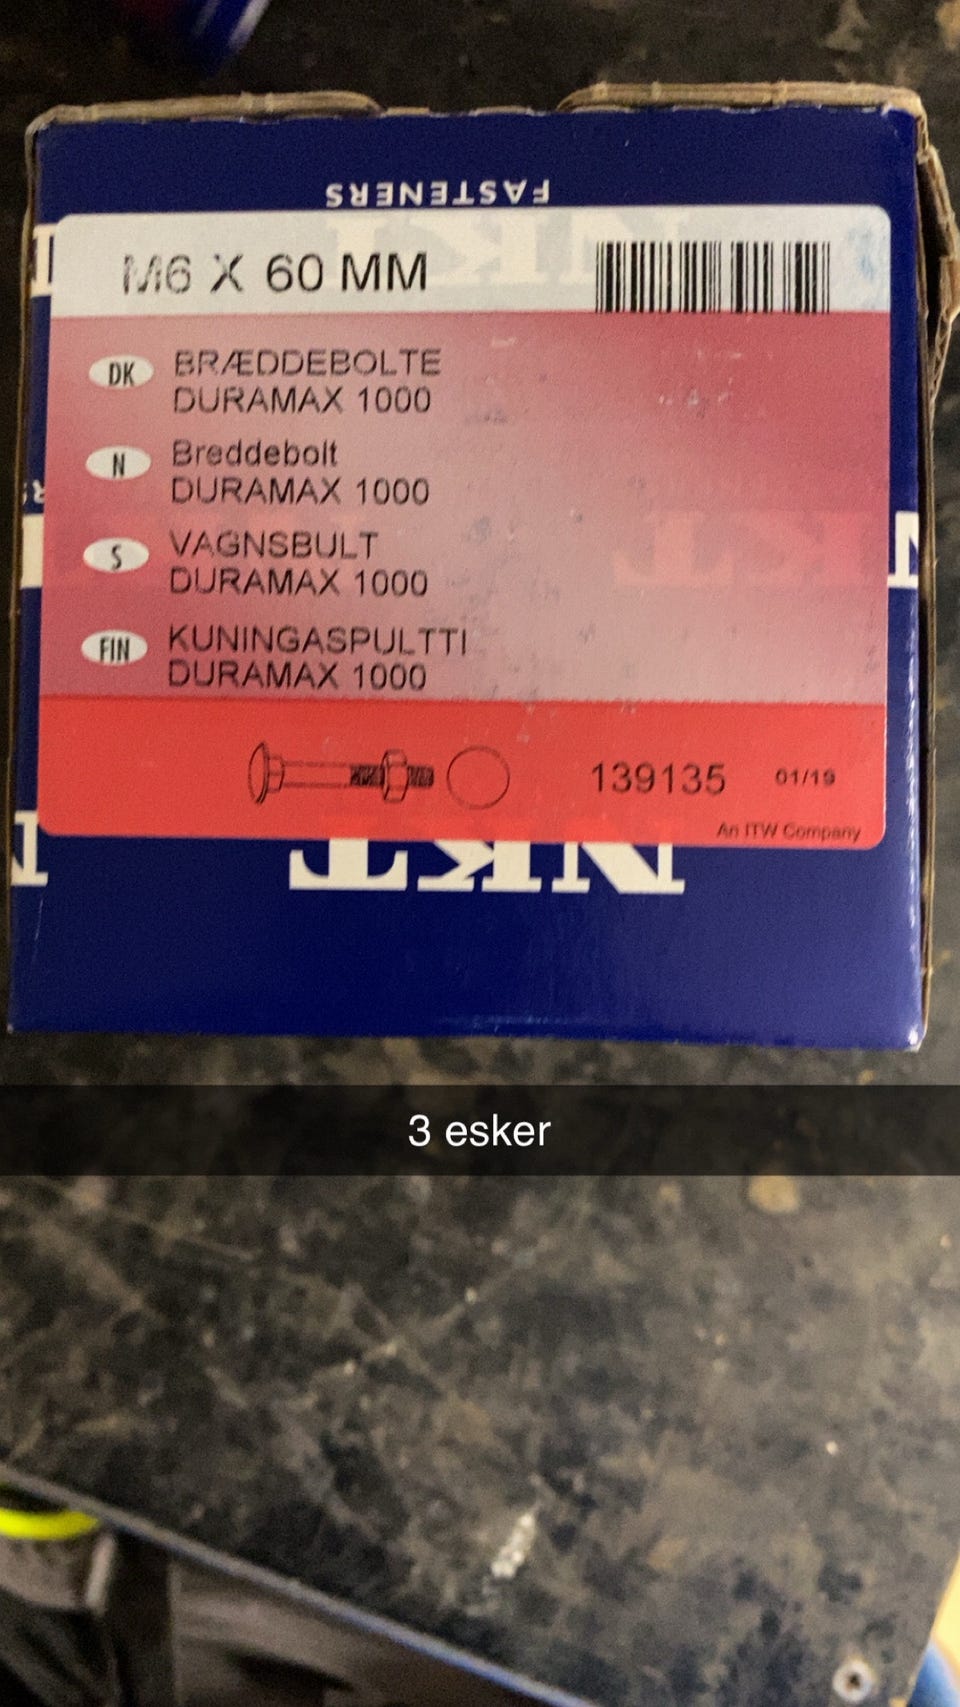 FASTENERS
M6 X 60 MM
DK BRÆDDEBOLTE
DURAMAX 1000
N Breddebolt
DURAMAX 1000
S VAGNSBULT
DURAMAX 1000
FIN KUNINGASPULTTI
DURAMAX 1000
139135 01/19
An ITW Company
NKT
3 esker